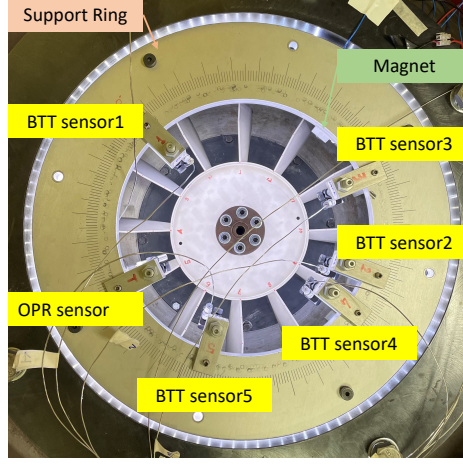 Support Ring
Magnet
BTT sensor1
BTT sensor3
BTT sensor2
OPR sensor
BTT sensor4
BTT sensor5